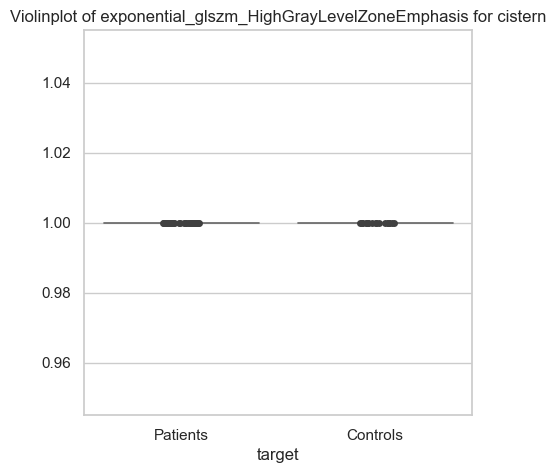 Violinplot of exponential_glszm_HighGrayLevelZoneEmphasis for cistern
1.04
1.02
1.00
0.98
0.96
Patients
Controls
target